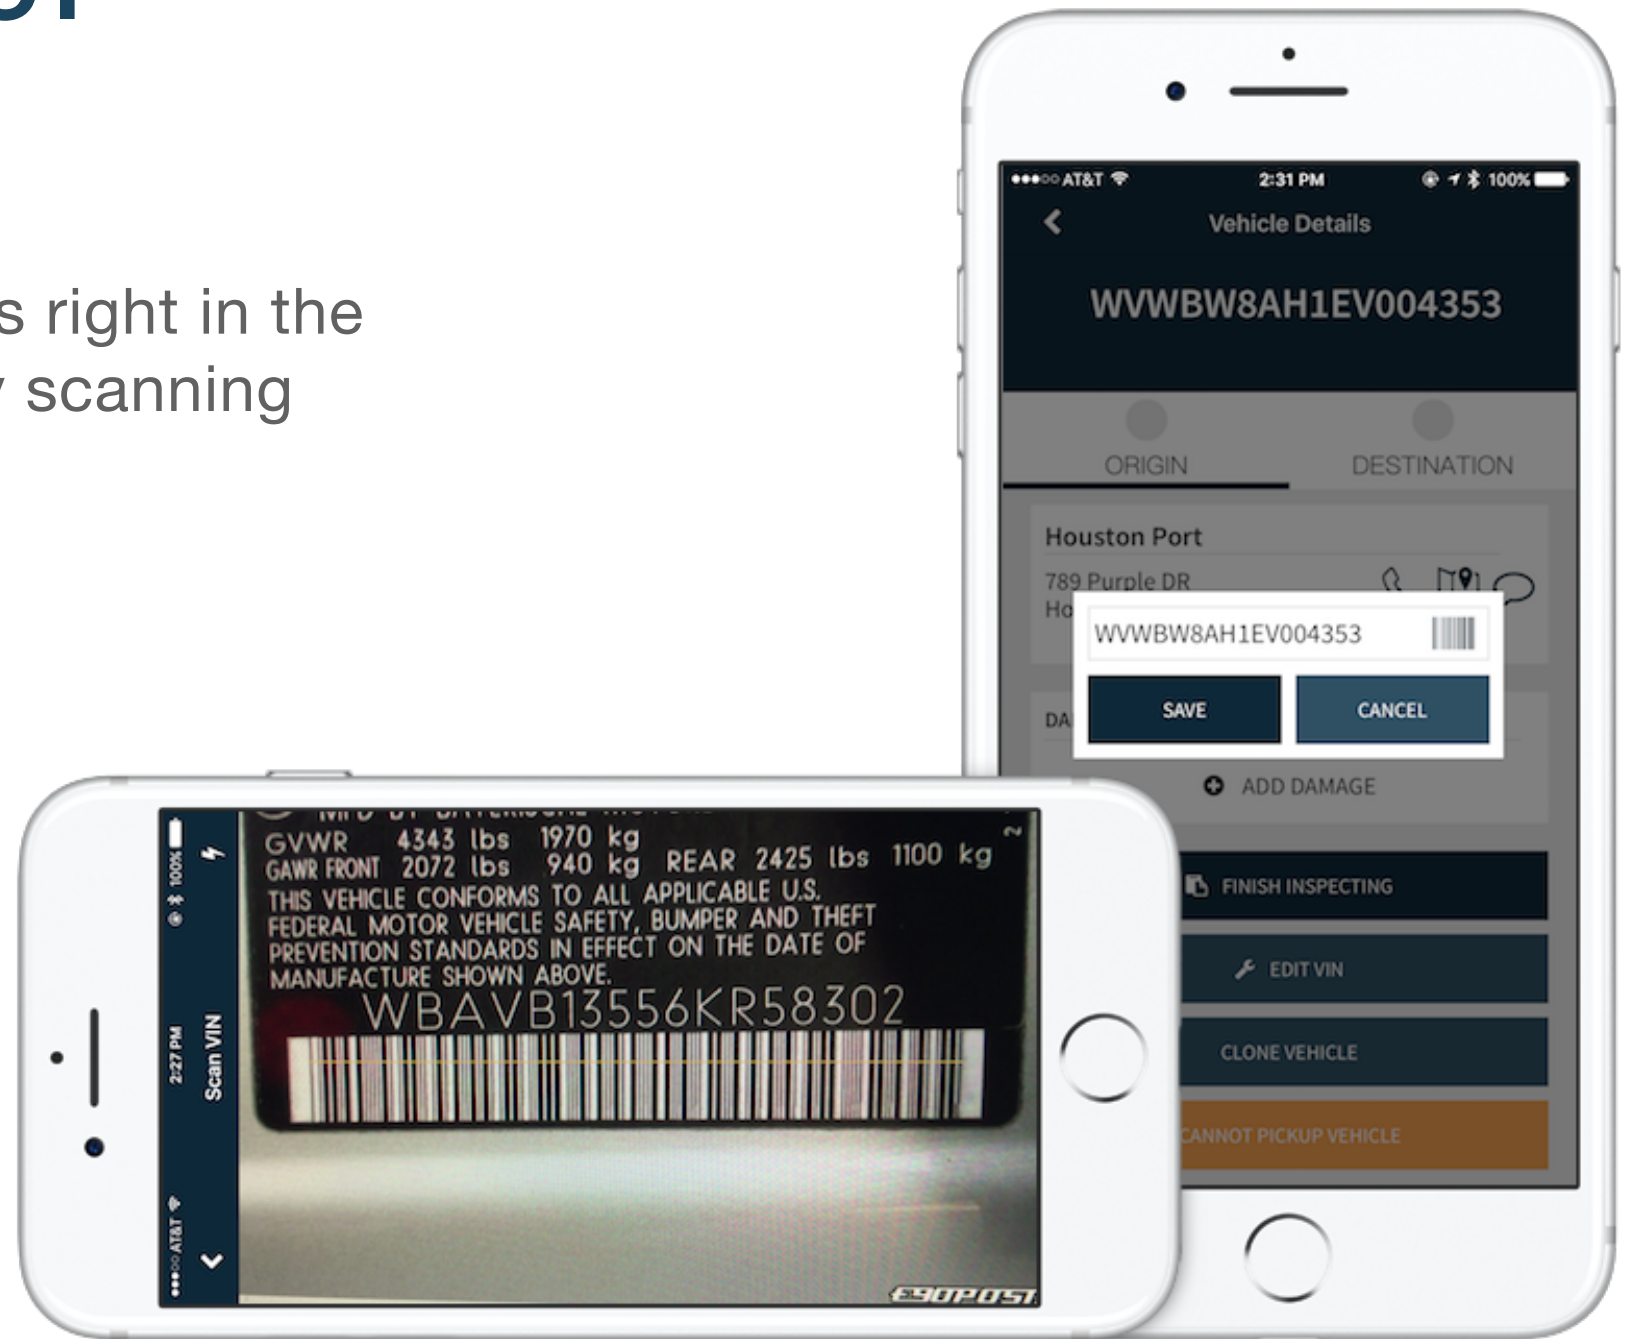 s right in the
y scanning
AT&T 2:31 PM 100%
Vehicle Details
WVWBW8AH1EV004353
ORIGIN DESTINATION
Houston Port
789 Purple DR
Ho
WVWBW8AH1EV004353
SAVE CANCEL
DA
ADD DAMAGE
FINISH INSPECTING
EDIT VIN
CLONE VEHICLE
CANNOT PICKUP VEHICLE
AT&T 2:27 PM 100%
Scan VIN
GVWR 4343 lbs 1970 kg
GAWR FRONT 2072 lbs 940 kg REAR 2425 lbs 1100 kg
THIS VEHICLE CONFORMS TO ALL APPLICABLE U.S.
FEDERAL MOTOR VEHICLE SAFETY, BUMPER AND THEFT
PREVENTION STANDARDS IN EFFECT ON THE DATE OF
MANUFACTURE SHOWN ABOVE.
WBAVB13556KR58302
E90POST